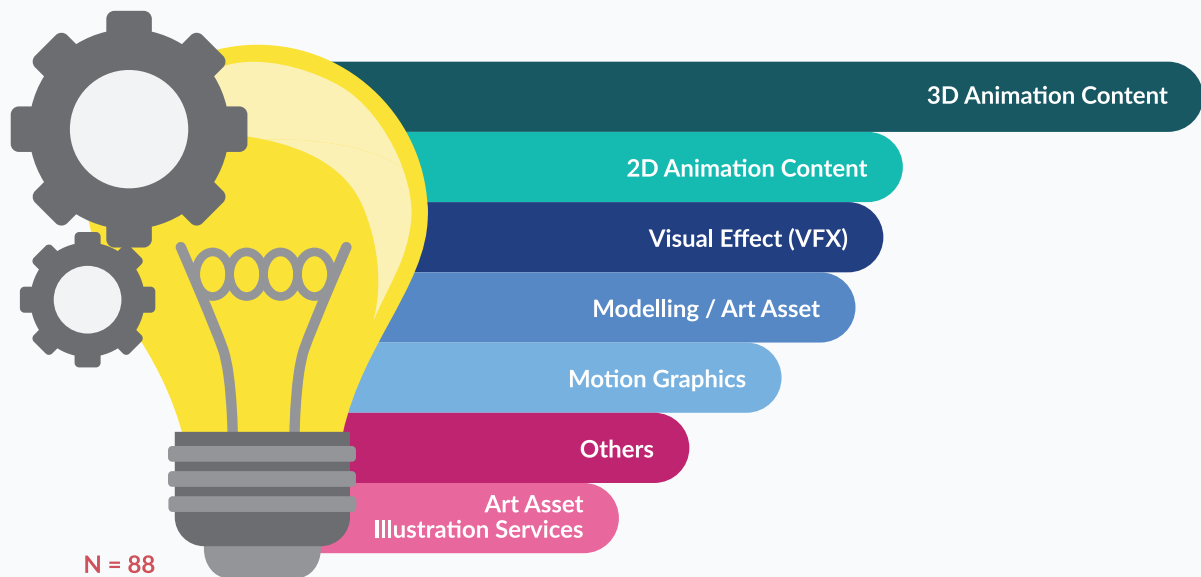 3D Animation Content
2D Animation Content
Visual Effect (VFX)
Modelling / Art Asset
Motion Graphics
Others
Art Asset
Illustration Services
N = 88